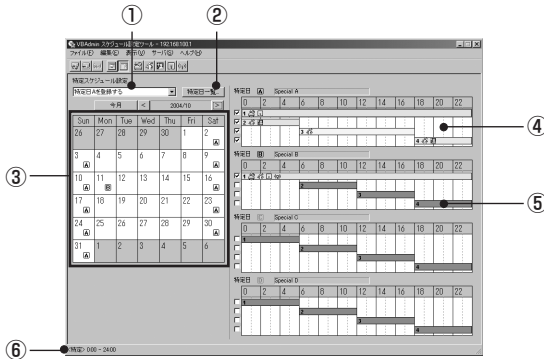 ① ②
VBAdmin スケジュール設定ツール - 192.168.100.1
ファイル(F) 編集(E) 表示(V) サーバ(S) ヘルプ(H)
特定スケジュール設定
特定日Aを登録する 特定日一覧...
今月 < 2004/10 >
③
Sun Mon Tue Wed Thu Fri Sat
26 27 28 29 30 1 2
A
3 4 5 6 7 8 9
A A
10 11 12 13 14 15 16
A B A
17 18 19 20 21 22 23
A A
24 25 26 27 28 29 30
A A
31 1 2 3 4 5 6
A
特定日 A Special A
0 2 4 6 8 10 12 14 16 18 20 22
1
2
3
4
④
特定日 B Special B
0 2 4 6 8 10 12 14 16 18 20 22
1
2
3
4
⑤
特定日 C Special C
0 2 4 6 8 10 12 14 16 18 20 22
1
2
3
4
特定日 D Special D
0 2 4 6 8 10 12 14 16 18 20 22
1
2
3
4
⑥
<特定> 0:00 - 24:00